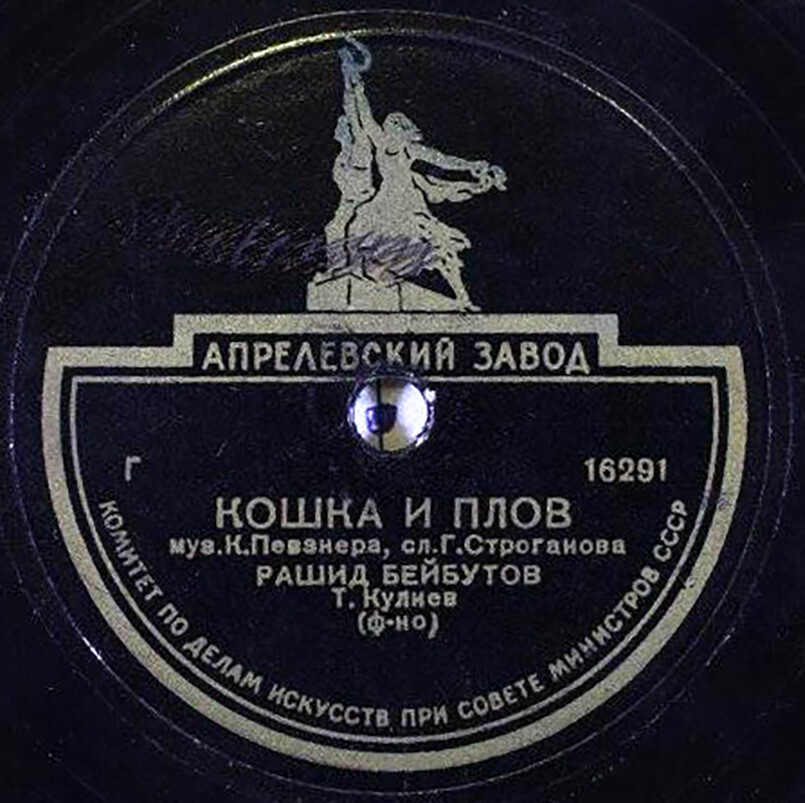 АПРЕЛЕВСКИЙ ЗАВОД
Г 16291
КОШКА И ПЛОВ
муз.К.Певзнера, сл.Г.Строганова
РАШИД БЕЙБУТОВ
Т. Кулиев
(ф-но)
КОМИТЕТ ПО ДЕЛАМ ИСКУССТВ ПРИ СОВЕТЕ МИНИСТРОВ СССР